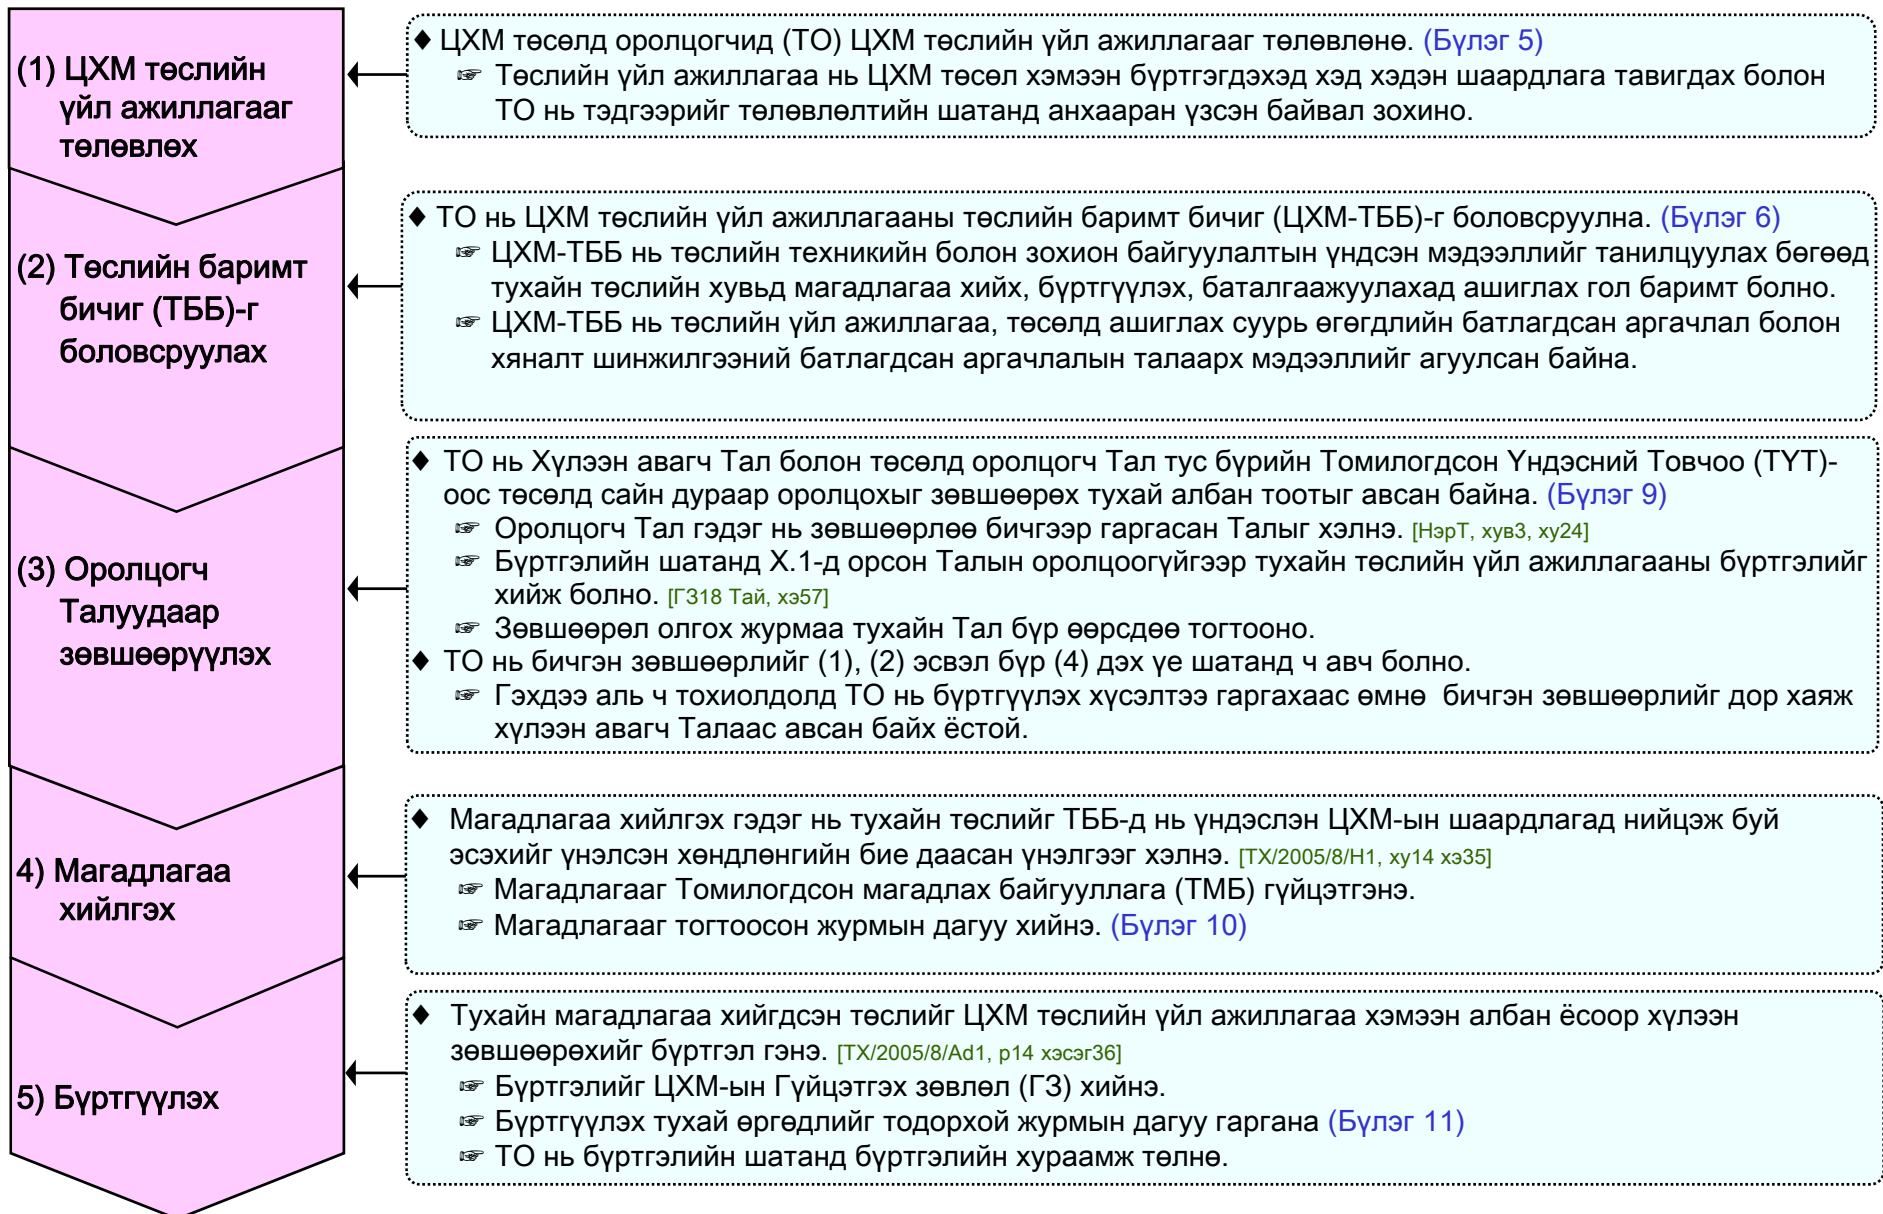 (1) ЦХМ төслийн
үйл ажиллагааг
төлөвлөх
♦ ЦХМ төсөлд оролцогчид (ТО) ЦХМ төслийн үйл ажиллагааг төлөвлөнө. (Бүлэг 5)
☞ Төслийн үйл ажиллагаа нь ЦХМ төсөл хэмээн бүртгэгдэхэд хэд хэдэн шаардлага тавигдах болон
ТО нь тэдгээрийг төлөвлөлтийн шатанд анхааран үзсэн байвал зохино.
(2) Төслийн баримт
бичиг (ТББ)-г
боловсруулах
♦ ТО нь ЦХМ төслийн үйл ажиллагааны төслийн баримт бичиг (ЦХМ-ТББ)-г боловсруулна. (Бүлэг 6)
☞ ЦХМ-ТББ нь төслийн техникийн болон зохион байгуулалтын үндсэн мэдээллийг танилцуулах бөгөөд
тухайн төслийн хувьд магадлагаа хийх, бүртгүүлэх, баталгаажуулахад ашиглах гол баримт болно.
☞ ЦХМ-ТББ нь төслийн үйл ажиллагаа, төсөлд ашиглах суурь өгөгдлийн батлагдсан аргачлал болон
хяналт шинжилгээний батлагдсан аргачлалын талаарх мэдээллийг агуулсан байна.
(3) Оролцогч
Талуудаар
зөвшөөрүүлэх
♦ ТО нь Хүлээн авагч Тал болон төсөлд оролцогч Тал тус бүрийн Томилогдсон Үндэсний Товчоо (ТҮТ)-
оос төсөлд сайн дураар оролцохыг зөвшөөрөх тухай албан тоотыг авсан байна. (Бүлэг 9)
☞ Оролцогч Тал гэдэг нь зөвшөөрлөө бичгээр гаргасан Талыг хэлнэ. [НэрТ, хув3, ху24]
☞ Бүртгэлийн шатанд Х.1-д орсон Талын оролцоогүйгээр тухайн төслийн үйл ажиллагааны бүртгэлийг
хийж болно. [ГЗ18 Тай, хэ57]
☞ Зөвшөөрөл олгох журмаа тухайн Тал бүр өөрсдөө тогтооно.
♦ ТО нь бичгэн зөвшөөрлийг (1), (2) эсвэл бүр (4) дэх үе шатанд ч авч болно.
☞ Гэхдээ аль ч тохиолдолд ТО нь бүртгүүлэх хүсэлтээ гаргахаас өмнө бичгэн зөвшөөрлийг дор хаяж
хүлээн авагч Талаас авсан байх ёстой.
4) Магадлагаа
хийлгэх
♦ Магадлагаа хийлгэх гэдэг нь тухайн төслийг ТББ-д нь үндэслэн ЦХМ-ын шаардлагад нийцэж буй
эсэхийг үнэлсэн хөндлөнгийн бие даасан үнэлгээг хэлнэ. [ТХ/2005/8/Н1, ху14 хэ35]
☞ Магадлагааг Томилогдсон магадлах байгууллага (ТМБ) гүйцэтгэнэ.
☞ Магадлагааг тогтоосон журмын дагуу хийнэ. (Бүлэг 10)
5) Бүртгүүлэх
♦ Тухайн магадлагаа хийгдсэн төслийг ЦХМ төслийн үйл ажиллагаа хэмээн албан ёсоор хүлээн
зөвшөөрөхийг бүртгэл гэнэ. [ТХ/2005/8/Ad1, p14 хэсэг36]
☞ Бүртгэлийг ЦХМ-ын Гүйцэтгэх зөвлөл (ГЗ) хийнэ.
☞ Бүртгүүлэх тухай өргөдлийг тодорхой журмын дагуу гаргана (Бүлэг 11)
☞ ТО нь бүртгэлийн шатанд бүртгэлийн хураамж төлнө.